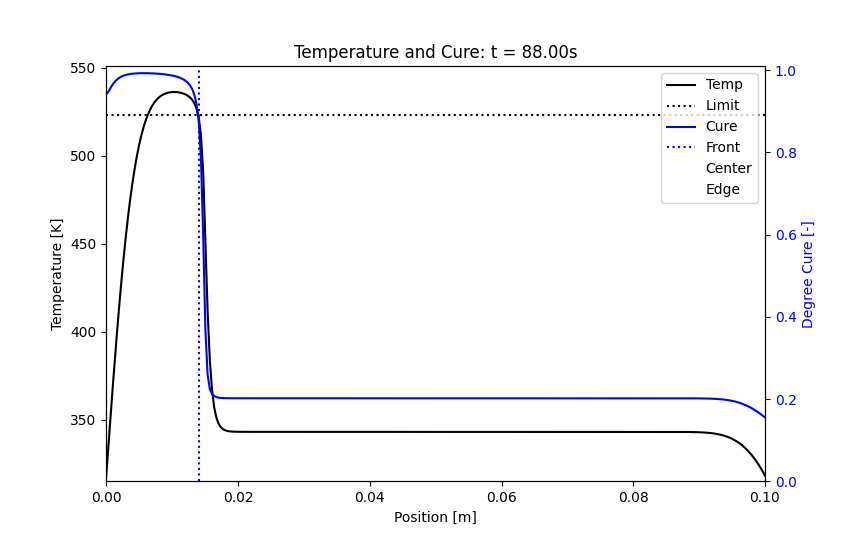 Temperature and Cure: t = 88.00s
Temperature [K]
550
500
450
400
350
Temp
Limit
Cure
Front
Center
Edge
1.0
0.8
0.6
0.4
0.2
0.0
Degree Cure [-]
0.00
0.02
0.04
0.06
0.08
0.10
Position [m]